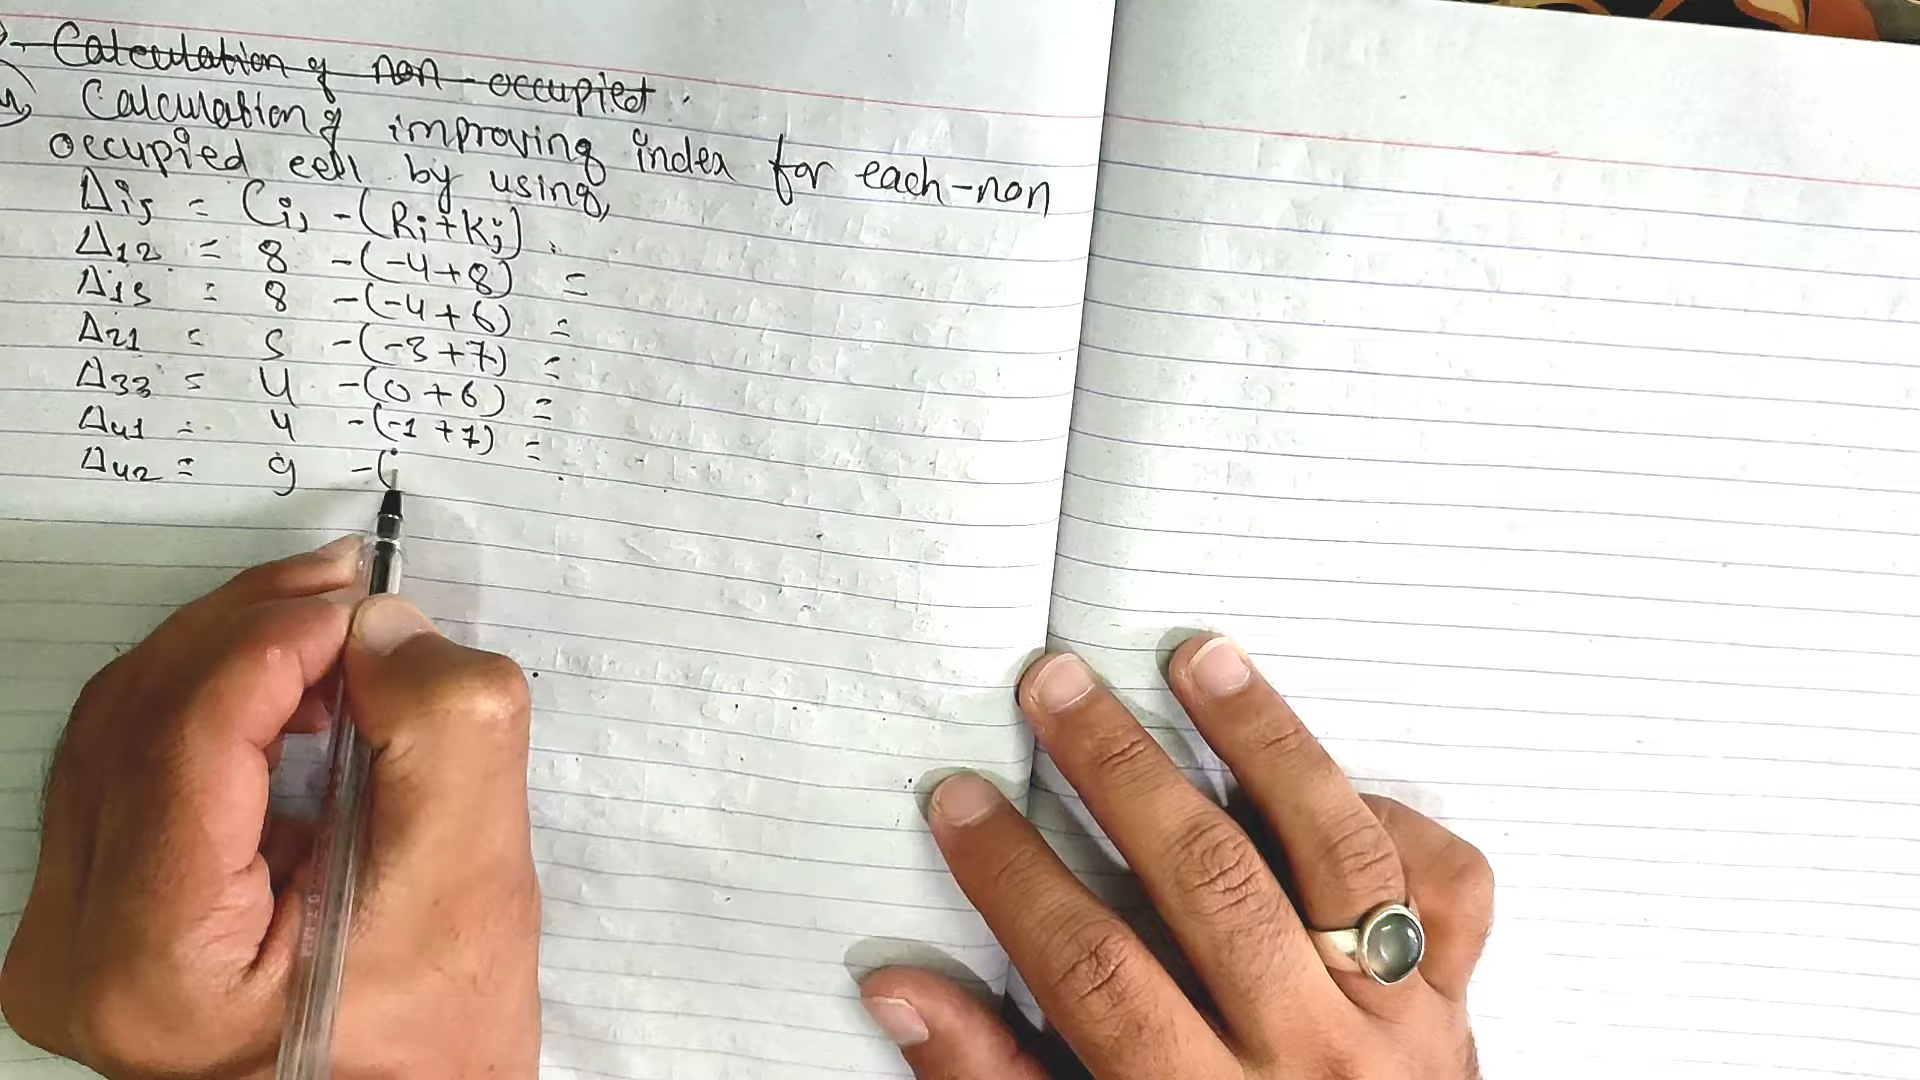 Calculation of non-occupied.
Calculation of improving index for each-non
occupied cell by using,
Δij = Cij -(Ri+Kj).
Δ12 = 8 -(-4+8) =
Δ13 = 8 -(-4+6) =
Δ21 = 5 -(-3+7) =
Δ33 = 4 -(0+6) =
Δ41 = 4 -(-1+7) =
Δ42 = 9 -(